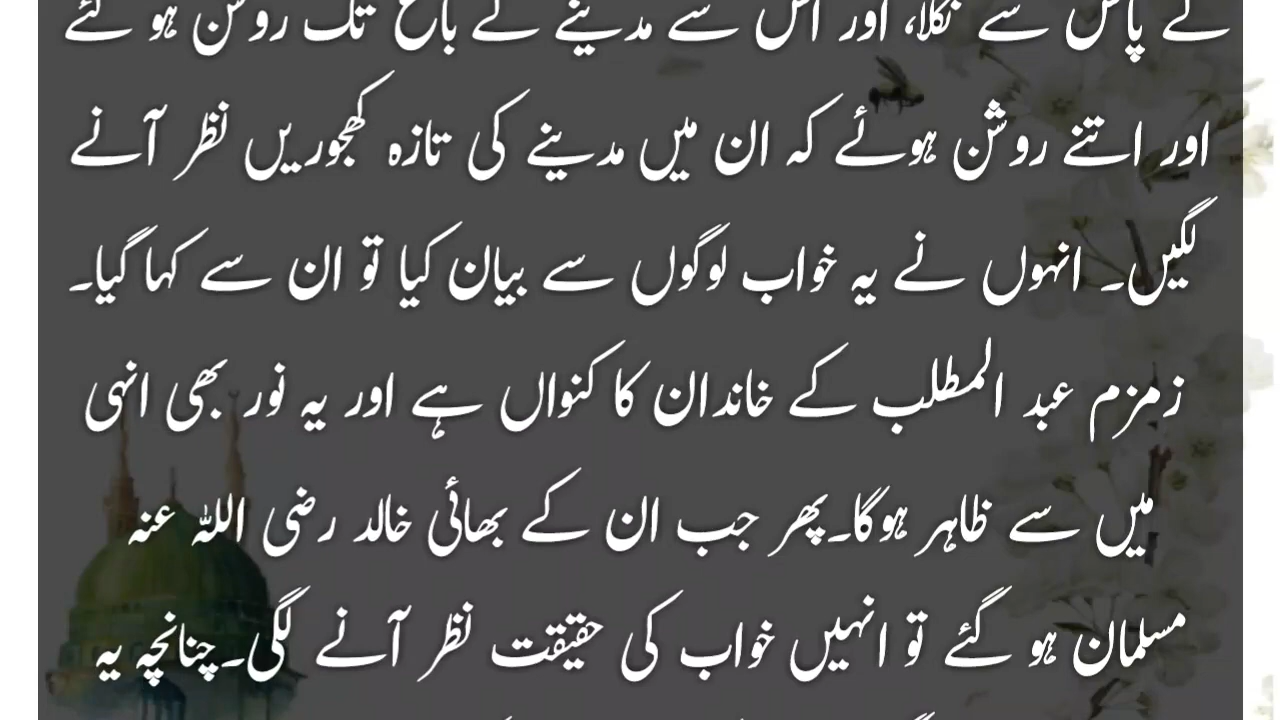 کے پاس سے نکلا، اور اس سے مدینے کے باغ تک روشن ہو گئے
اور اتنے روشن ہوئے کہ ان میں مدینے کی تازہ کھجوریں نظر آنے
لگیں۔ انہوں نے یہ خواب لوگوں سے بیان کیا تو ان سے کہا گیا۔
زمزم عبد المطلب کے خاندان کا کنواں ہے اور یہ نور بھی انہی
میں سے ظاہر ہوگا۔پھر جب ان کے بھائی خالد رضی اللہ عنہ
مسلمان ہو گئے تو انہیں خواب کی حقیقت نظر آنے لگی۔چنانچہ یہ